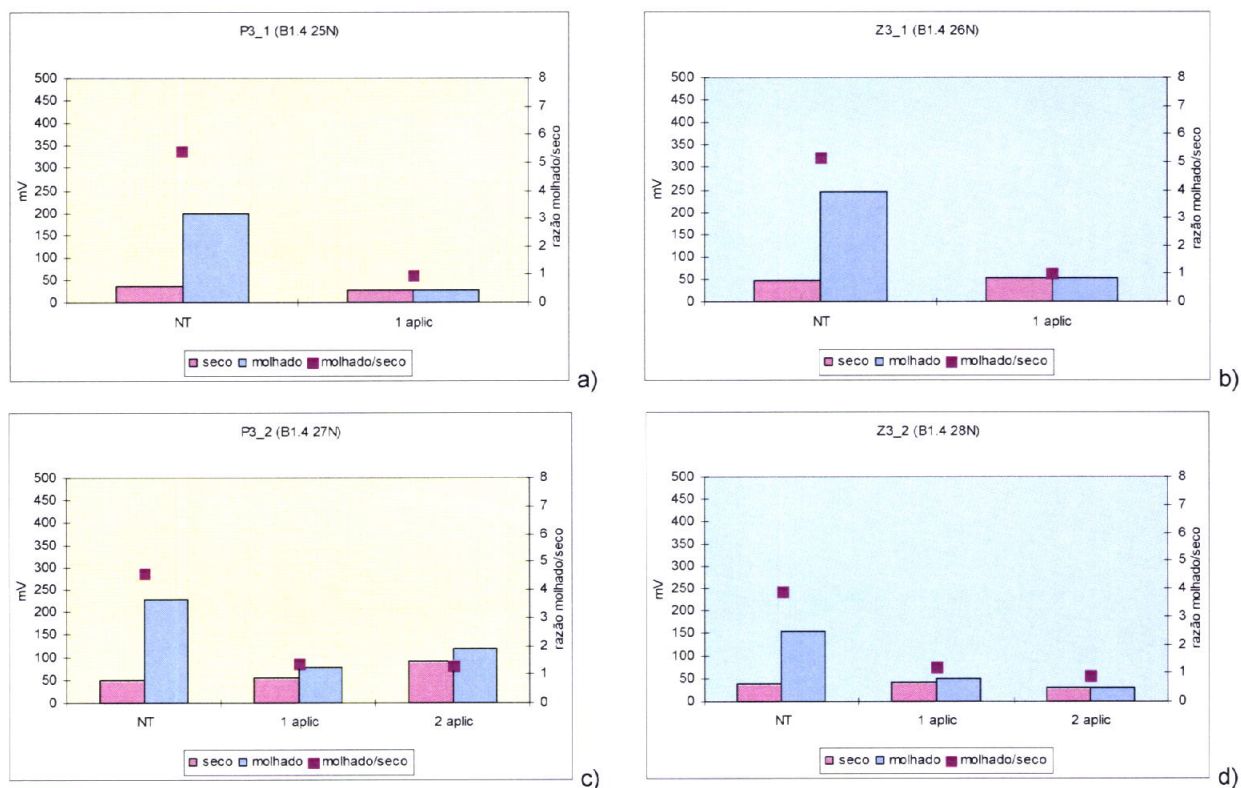 P3_1 (B1.4 25N)
500
450
400
350
300
250
200
150
100
50
0
mV
8
7
6
5
4
3
2
1
0
razão molhado/seco
NT
1 aplic
seco molhado molhado/seco
a)
Z3_1 (B1.4 26N)
500
450
400
350
300
250
200
150
100
50
0
mV
8
7
6
5
4
3
2
1
0
razão molhado/seco
NT
1 aplic
seco molhado molhado/seco
b)
P3_2 (B1.4 27N)
500
450
400
350
300
250
200
150
100
50
0
mV
8
7
6
5
4
3
2
1
0
razão molhado/seco
NT
1 aplic
2 aplic
seco molhado molhado/seco
c)
Z3_2 (B1.4 28N)
500
450
400
350
300
250
200
150
100
50
0
mV
8
7
6
5
4
3
2
1
0
razão molhado/seco
NT
1 aplic
2 aplic
seco molhado molhado/seco
d)